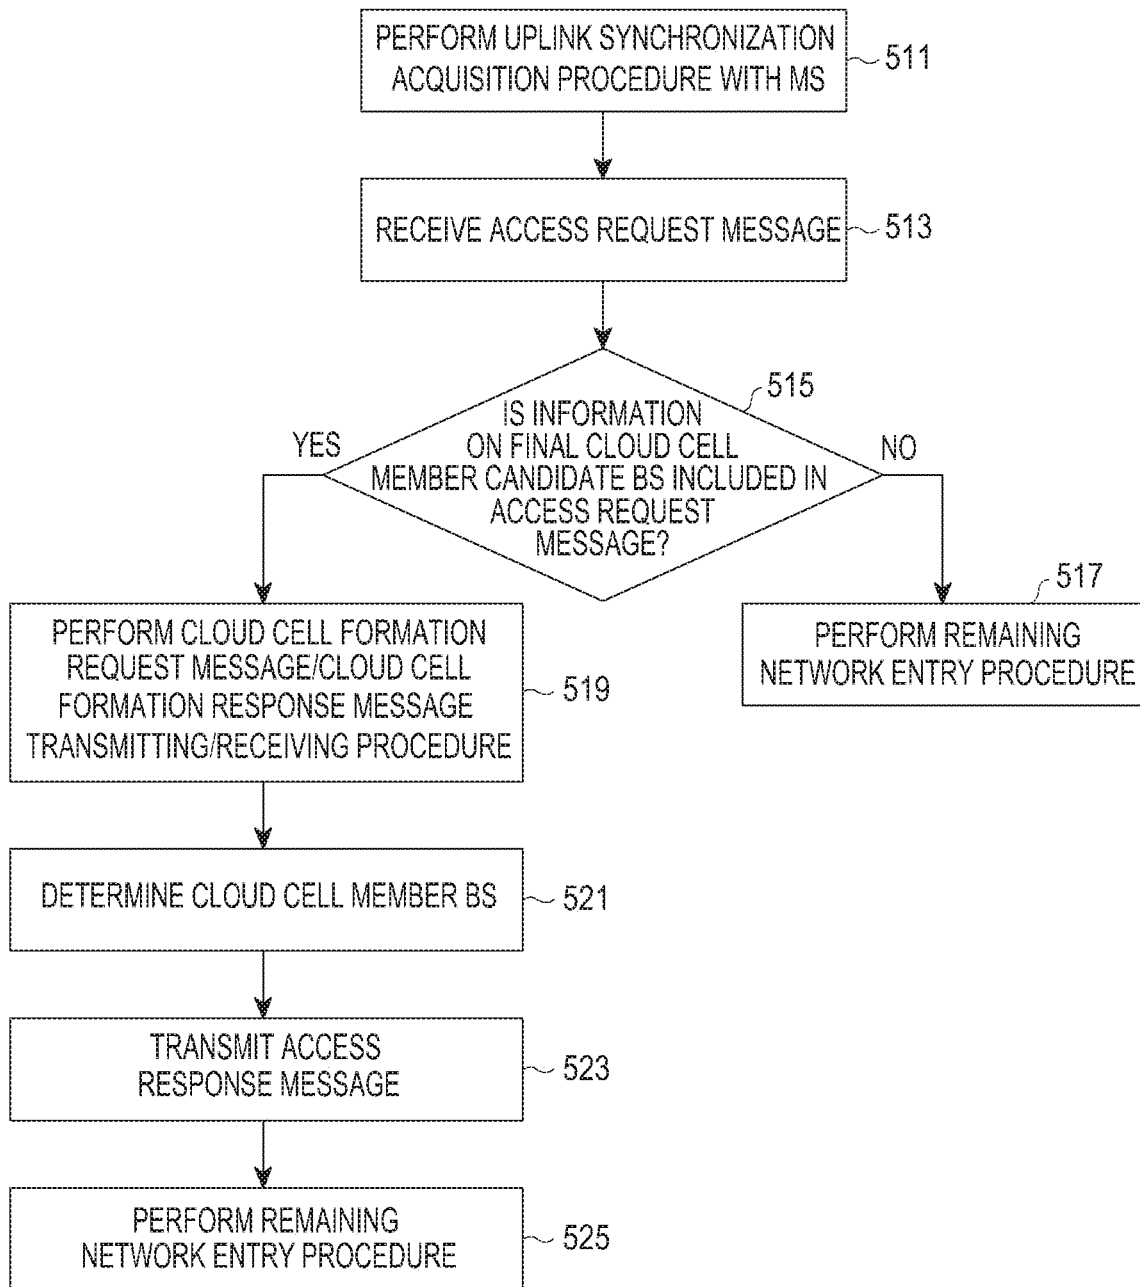 PERFORM UPLINK SYNCHRONIZATION
ACQUISITION PROCEDURE WITH MS
511
RECEIVE ACCESS REQUEST MESSAGE
513
515
IS INFORMATION
ON FINAL CLOUD CELL
MEMBER CANDIDATE BS INCLUDED IN
ACCESS REQUEST
MESSAGE?
YES
NO
517
PERFORM REMAINING
NETWORK ENTRY PROCEDURE
PERFORM CLOUD CELL FORMATION
REQUEST MESSAGE/CLOUD CELL
FORMATION RESPONSE MESSAGE
TRANSMITTING/RECEIVING PROCEDURE
519
DETERMINE CLOUD CELL MEMBER BS
521
TRANSMIT ACCESS
RESPONSE MESSAGE
523
PERFORM REMAINING
NETWORK ENTRY PROCEDURE
525